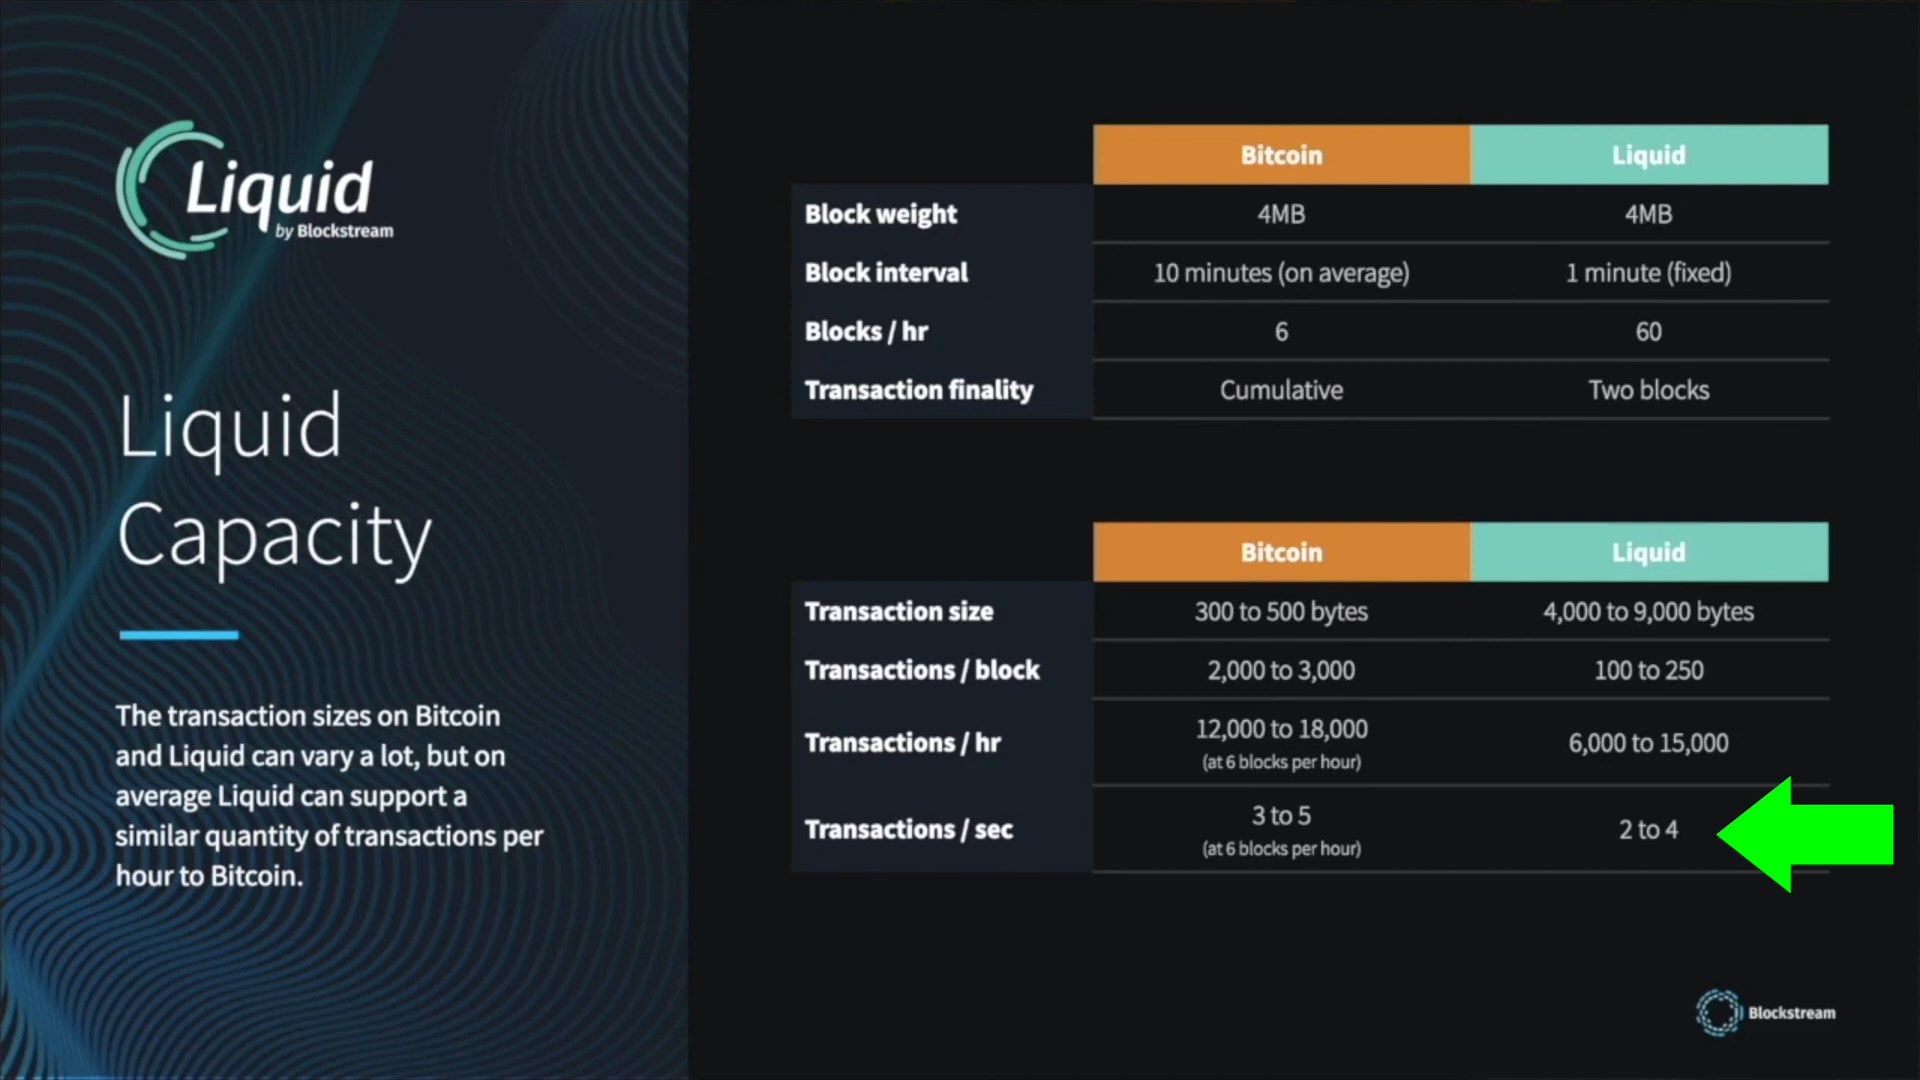 Liquid
by Blockstream
Liquid
Capacity
The transaction sizes on Bitcoin
and Liquid can vary a lot, but on
average Liquid can support a
similar quantity of transactions per
hour to Bitcoin.
Bitcoin Liquid
Block weight 4MB 4MB
Block interval 10 minutes (on average) 1 minute (fixed)
Blocks / hr 6 60
Transaction finality Cumulative Two blocks
Bitcoin Liquid
Transaction size 300 to 500 bytes 4,000 to 9,000 bytes
Transactions / block 2,000 to 3,000 100 to 250
Transactions / hr 12,000 to 18,000 6,000 to 15,000
(at 6 blocks per hour)
Transactions / sec 3 to 5 2 to 4
(at 6 blocks per hour)
Blockstream